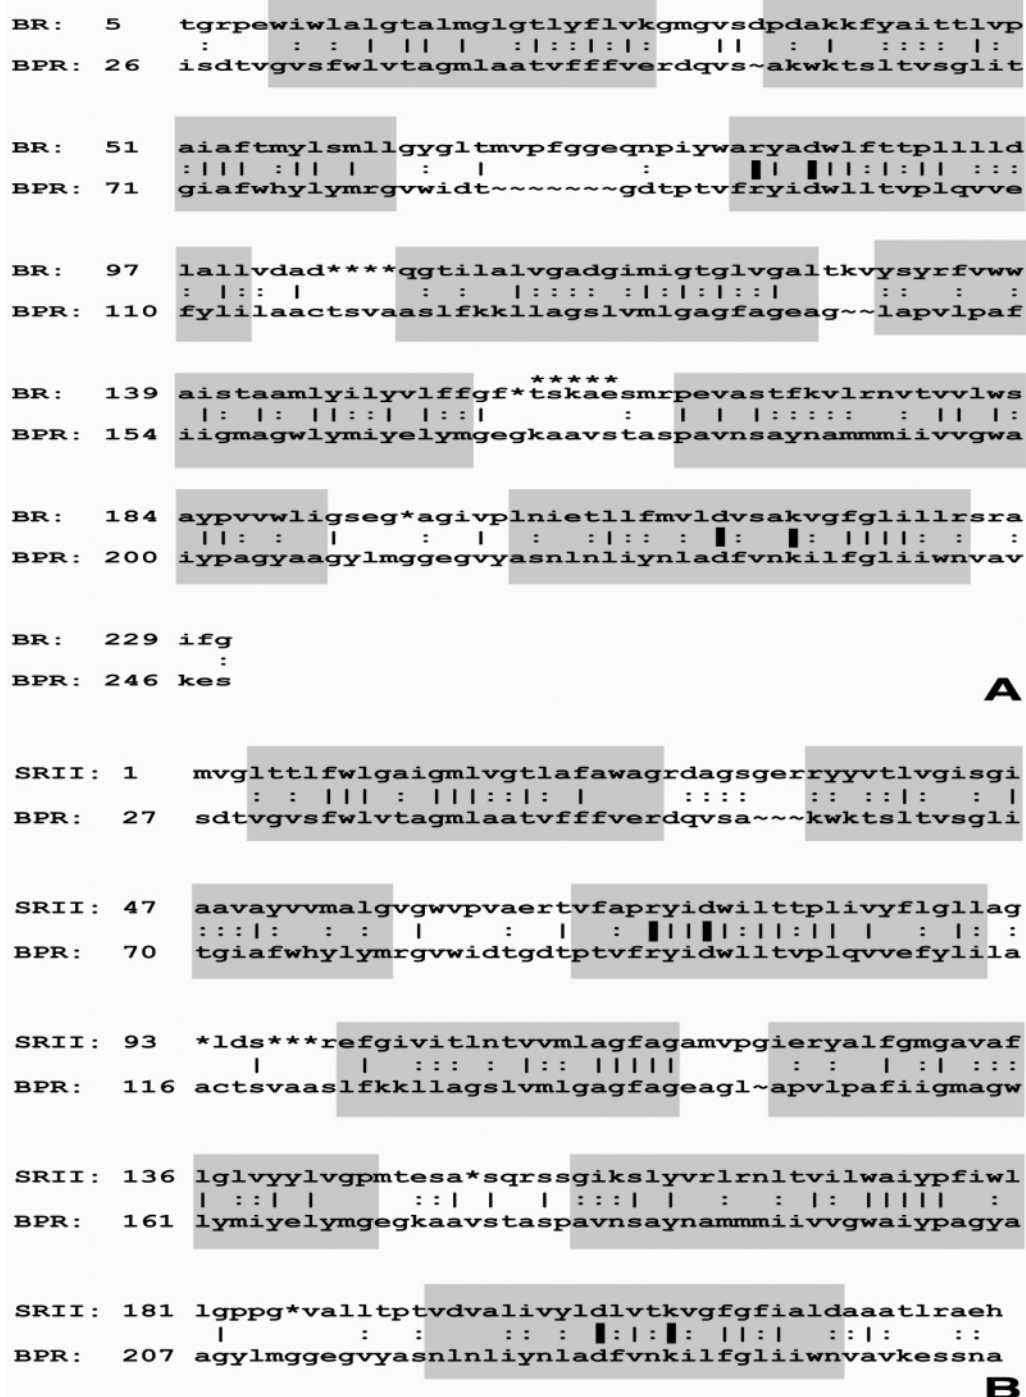 BR: 5 tgrpewiwlalgtalmglgtlyflvkgmgvsdpdakkfyaittlvp
: : : | || | :|::|:|: || : | :::: |:
BPR: 26 isdtvgvsfwlvtagmlaatvfffverdqvs~akwktsltvsglit
BR: 51 aiaftmylsmllgygltmvpfggeqnpiywaryadwlfttpllld
:||| :|| | : | : ▮| ▮||:|:|| :::
BPR: 71 giafwhylymrgvwidt~~~~~~~gdtptvfryidwlltvplqvve
BR: 97 lallvdad****qgtilalvgadgimigtglvgaltkvysyrfvww
: |:: | : : |:::: :|:|:|::| :: : :
BPR: 110 fylilaactsvaaslfkkllagslvmlgagfageag~~lapvlpaf
*****
BR: 139 aistaamlyilyvlffgf*tskaesmrpevastfkvlrnvtvvlws
|: |: ||::| |::| : | | |::::: : || :
BPR: 154 iigmagwlymiyelymgegkaavstaspavnsaynammmiivvgwa
BR: 184 aypvvwligseg*agivplnietllfmvldvsakvgfglillrsra
||: : | : | : :|:: : ▮: ▮: ||||: : :
BPR: 200 iypagyaagylmggegvyasnlnliynladfvnkilfgliiwnvav
BR: 229 ifg
:
BPR: 246 kes
A
SRII: 1 mvglttlfwlgaigmlvgtlafawagrdagsgerryyvtlvgisgi
: : ||| : |||::|: | :::: :: ::|: : |
BPR: 27 sdtvgvsfwlvtagmlaatvfffverdqvsa~~~kwktsltvsgli
SRII: 47 aavayvvmalgvgwvpvaertvfapryidwilttplivyflgllag
:::|: : : | : | : ▮||▮|:||:|| | : |: :
BPR: 70 tgiafwhylymrgvwidtgdtptvfryidwlltvplqvvefylila
SRII: 93 *lds***refgivitlntvvmlagfagamvpgieryalfgmgavaf
| | ::: : |:: ||||| : : | :| :::
BPR: 116 actsvaaslfkkllagslvmlgagfageagl~apvlpafiigmagw
SRII: 136 lglvyylvgpmtesa*sqrssgikslyvrlrnltvilwaiypfiwl
| ::| | ::| | | :::| | : : |: ||||| :
BPR: 161 lymiyelymgegkaavstaspavnsaynammmiivvgwaiypagya
SRII: 181 lgppg*valltptvdvalivyldlvtkvgfgfialdaaatlraeh
| : : :: : ▮:|:▮: ||:| ::|: ::
BPR: 207 agylmggegvyasnlnliynladfvnkilfgliiwnvavkessna
B